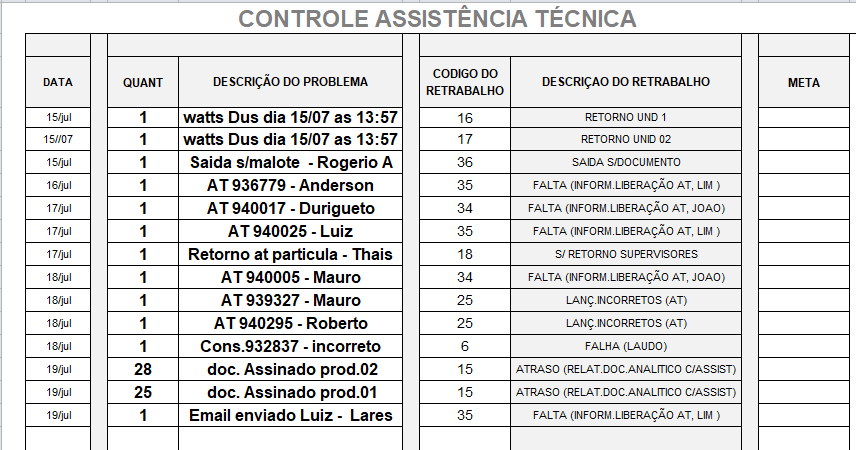 CONTROLE ASSISTÊNCIA TÉCNICA
DATA QUANT DESCRIÇÃO DO PROBLEMA CODIGO DO RETRABALHO DESCRIÇAO DO RETRABALHO META
15/jul 1 watts Dus dia 15/07 as 13:57 16 RETORNO UND 1
15//07 1 watts Dus dia 15/07 as 13:57 17 RETORNO UNID 02
15/jul 1 Saida s/malote - Rogerio A 36 SAIDA S/DOCUMENTO
16/jul 1 AT 936779 - Anderson 35 FALTA (INFORM.LIBERAÇÃO AT, LIM )
17/jul 1 AT 940017 - Durigueto 34 FALTA (INFORM.LIBERAÇÃO AT, JOAO)
17/jul 1 AT 940025 - Luiz 35 FALTA (INFORM.LIBERAÇÃO AT, LIM )
17/jul 1 Retorno at particula - Thais 18 S/ RETORNO SUPERVISORES
18/jul 1 AT 940005 - Mauro 34 FALTA (INFORM.LIBERAÇÃO AT, JOAO)
18/jul 1 AT 939327 - Mauro 25 LANÇ.INCORRETOS (AT)
18/jul 1 AT 940295 - Roberto 25 LANÇ.INCORRETOS (AT)
18/jul 1 Cons.932837 - incorreto 6 FALHA (LAUDO)
19/jul 28 doc. Assinado prod.02 15 ATRASO (RELAT.DOC.ANALITICO C/ASSIST)
19/jul 25 doc. Assinado prod.01 15 ATRASO (RELAT.DOC.ANALITICO C/ASSIST)
19/jul 1 Email enviado Luiz - Lares 35 FALTA (INFORM.LIBERAÇÃO AT, LIM )